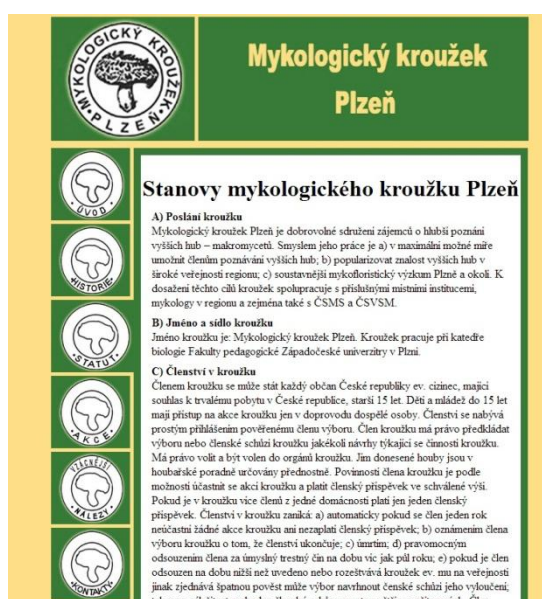 MYKOLOGICKÝ KROUŽEK
PLZEŇ
Mykologický kroužek
Plzeň
ÚVOD
HISTORIE
STATUT
AKCE
VZÁCNĚJŠÍ
NÁLEZY
KONTAKTY
Stanovy mykologického kroužku Plzeň
A) Poslání kroužku
Mykologický kroužek Plzeň je dobrovolné sdružení zájemců o hlubší poznání
vyšších hub – makromycetů. Smyslem jeho práce je a) v maximální možné míře
umožnit členům poznávání vyšších hub; b) popularizovat znalost vyšších hub v
široké veřejnosti regionu; c) soustavnější mykofloristický výzkum Plzně a okolí. K
dosažení těchto cílů kroužek spolupracuje s příslušnými místními institucemi,
mykology v regionu a zejména také s ČSMS a ČSVSM.
B) Jméno a sídlo kroužku
Jméno kroužku je: Mykologický kroužek Plzeň. Kroužek pracuje při katedře
biologie Fakulty pedagogické Západočeské univerzitry v Plzni.
C) Členství v kroužku
Členem kroužku se může stát každý občan České republiky ev. cizinec, mající
souhlas k trvalému pobytu v České republice, starší 15 let. Děti a mládež do 15 let
mají přístup na akce kroužku jen v doprovodu dospělé osoby. Členství se nabývá
prostým přihlášením pověřenému členu výboru. Člen kroužku má právo předkládat
výboru nebo členské schůzi kroužku jakékoli návrhy týkající se činnosti kroužku.
Má právo volit a být volen do orgánů kroužku. Jím donesené houby jsou v
houbařské poradně určovány přednostně. Povinností člena kroužku je podle
možností účastnit se akcí kroužku a platit členský příspěvek ve schválené výši.
Pokud je v kroužku více členů z jedné domácnosti platí jen jeden členský
příspěvek. Členství v kroužku zaniká: a) automaticky pokud se člen jeden rok
neúčastní žádné akce kroužku ani nezaplatí členský příspěvek; b) oznámením člena
výboru kroužku o tom, že členství ukončuje; c) úmrtím; d) pravomocným
odsouzením člena za úmyslný trestný čin na dobu víc jak půl roku; e) pokud je člen
odsouzen na dobu nižší než uvedeno nebo rozeštvává kroužek ev. mu na veřejnosti
jinak zjednává špatnou pověst může výbor navrhnout čenské schůzi jeho vyloučení;